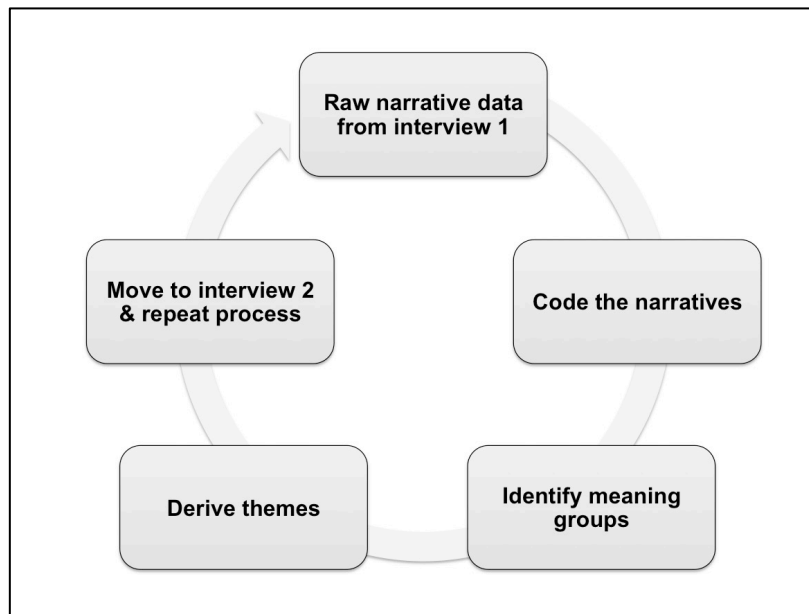 Raw narrative data
from interview 1
Code the narratives
Identify meaning
groups
Derive themes
Move to interview 2
& repeat process